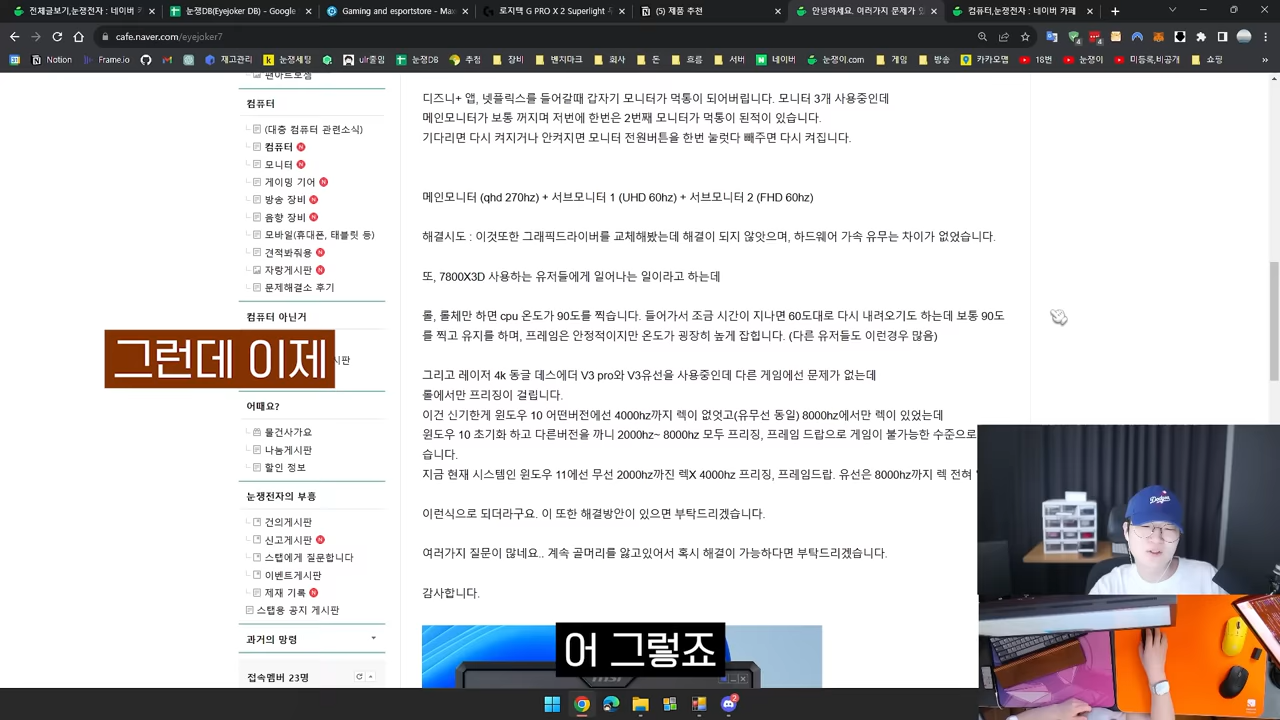 전체글보기,눈쟁전자 : 네이버 카
눈쟁DB(Eyejoker DB) - Google
Gaming and esportstore - Max
로지텍 G PRO X 2 Superlight
(5) 제품 추천
안녕하세요. 여러가지 문제가 있
컴퓨터,눈쟁전자 : 네이버 카페
cafe.naver.com/eyejoker7
Notion
Frame.io
G
재고관리
눈쟁세팅
ui/줄임
눈쟁DB
추정
장비
벤치마크
회사
돈
프름
서버
네이버
눈쟁이.com
게임
방송
카카오맵
18번
눈쟁이
미등록,비공개
쇼핑
팬아트보셈
컴퓨터
(대충 컴퓨터 관련소식)
컴퓨터 N
모니터 N
게이밍 기어 N
방송 장비 N
음향 장비 N
모바일(휴대폰, 태블릿 등)
견적봐줘용 N
자랑게시판 N
문제해결소 후기
컴퓨터 아닌거
시판
어때요?
물건사가요
나눔게시판
할인 정보
눈쟁전자의 부흥
건의게시판
신고게시판 N
스탭에게 질문합니다
이벤트게시판
제재 기록 N
스탭용 공지 게시판
과거의 망령
접속멤버 23명
디즈니+ 앱, 넷플릭스를 들어갈때 갑자기 모니터가 먹통이 되어버립니다. 모니터 3개 사용중인데
메인모니터가 보통 꺼지며 저번에 한번은 2번째 모니터가 먹통이 된적이 있습니다.
기다리면 다시 켜지거나 안켜지면 모니터 전원버튼을 한번 눌럿다 빼주면 다시 켜집니다.
메인모니터 (qhd 270hz) + 서브모니터 1 (UHD 60hz) + 서브모니터 2 (FHD 60hz)
해결시도 : 이것또한 그래픽드라이버를 교체해봤는데 해결이 되지 않앗으며, 하드웨어 가속 유무는 차이가 없었습니다.
또, 7800X3D 사용하는 유저들에게 일어나는 일이라고 하는데
롤, 롤체만 하면 cpu 온도가 90도를 찍습니다. 들어가서 조금 시간이 지나면 60도대로 다시 내려오기도 하는데 보통 90도
를 찍고 유지를 하며, 프레임은 안정적이지만 온도가 굉장히 높게 잡힙니다. (다른 유저들도 이런경우 많음)
그리고 레이저 4k 동글 데스에더 V3 pro와 V3유선을 사용중인데 다른 게임에선 문제가 없는데
롤에서만 프리징이 걸립니다.
이건 신기한게 윈도우 10 어떤버전에선 4000hz까지 렉이 없엇고(유무선 동일) 8000hz에서만 렉이 있었는데
윈도우 10 초기화 하고 다른버전을 까니 2000hz~ 8000hz 모두 프리징, 프레임 드랍으로 게임이 불가능한 수준으로
습니다.
지금 현재 시스템인 윈도우 11에선 무선 2000hz까진 렉X 4000hz 프리징, 프레임드랍. 유선은 8000hz까지 렉 전혀
이런식으로 되더라구요. 이 또한 해결방안이 있으면 부탁드리겠습니다.
여러가지 질문이 많네요.. 계속 골머리를 앓고있어서 혹시 해결이 가능하다면 부탁드리겠습니다.
감사합니다.
msi
그런데 이제
어 그렇죠
Dodgers
2